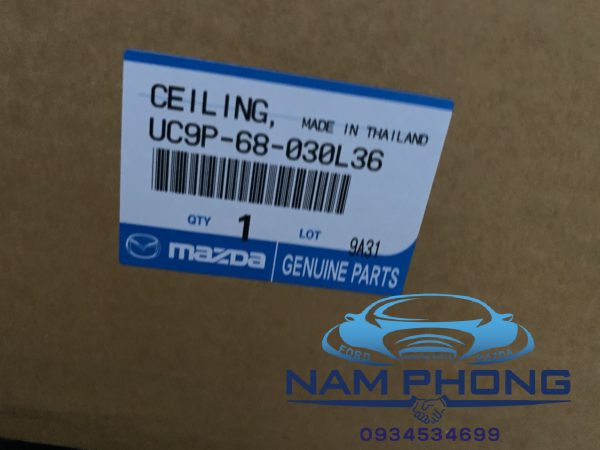 CEILING, MADE IN THAILAND
UC9P-68-030L36
QTY 1 LOT 9A31
mazda GENUINE PARTS
FORD MAZDA
NAM PHONG
0934534699